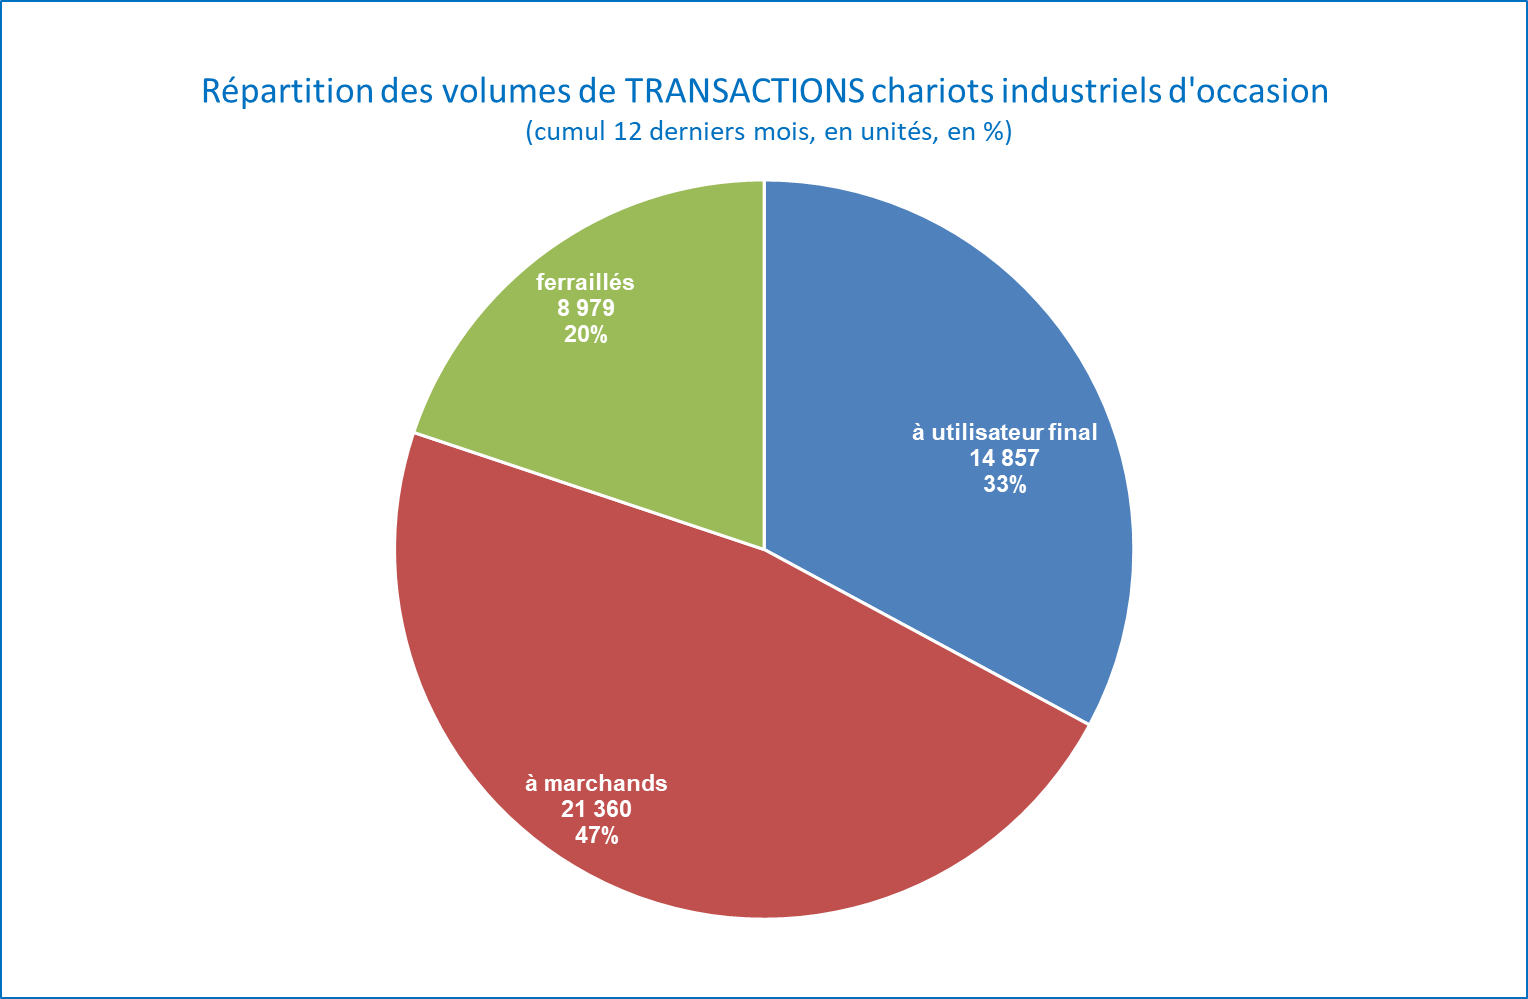 Répartition des volumes de TRANSACTIONS chariots industriels d'occasion
(cumul 12 derniers mois, en unités, en %)
ferraillés
8 979
20%
à utilisateur final
14 857
33%
à marchands
21 360
47%